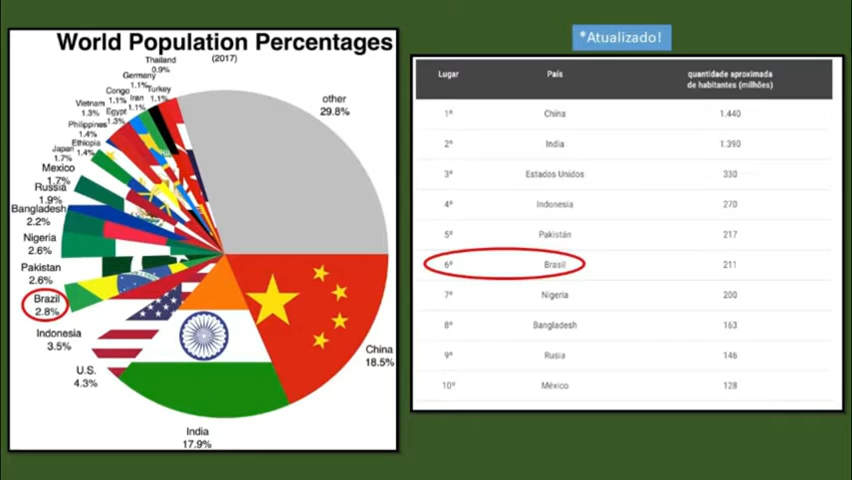 World Population Percentages
(2017)
Thailand
0.9%
Germany
1.1%
Turkey
1.1%
Congo
1.1%
Iran
1.1%
Vietnam
1.3%
Egypt
1.3%
Philippines
1.4%
Ethiopia
1.4%
Japan
1.7%
Mexico
1.7%
Russia
1.9%
Bangladesh
2.2%
Nigeria
2.6%
Pakistan
2.6%
Brazil
2.8%
Indonesia
3.5%
U.S.
4.3%
India
17.9%
China
18.5%
other
29.8%
*Atualizado!
Lugar País quantidade aproximada
de habitantes (milhões)
1º China 1.440
2º India 1.390
3º Estados Unidos 330
4º Indonesia 270
5º Pakistán 217
6º Brasil 211
7º Nigeria 200
8º Bangladesh 163
9º Rusia 146
10º México 128